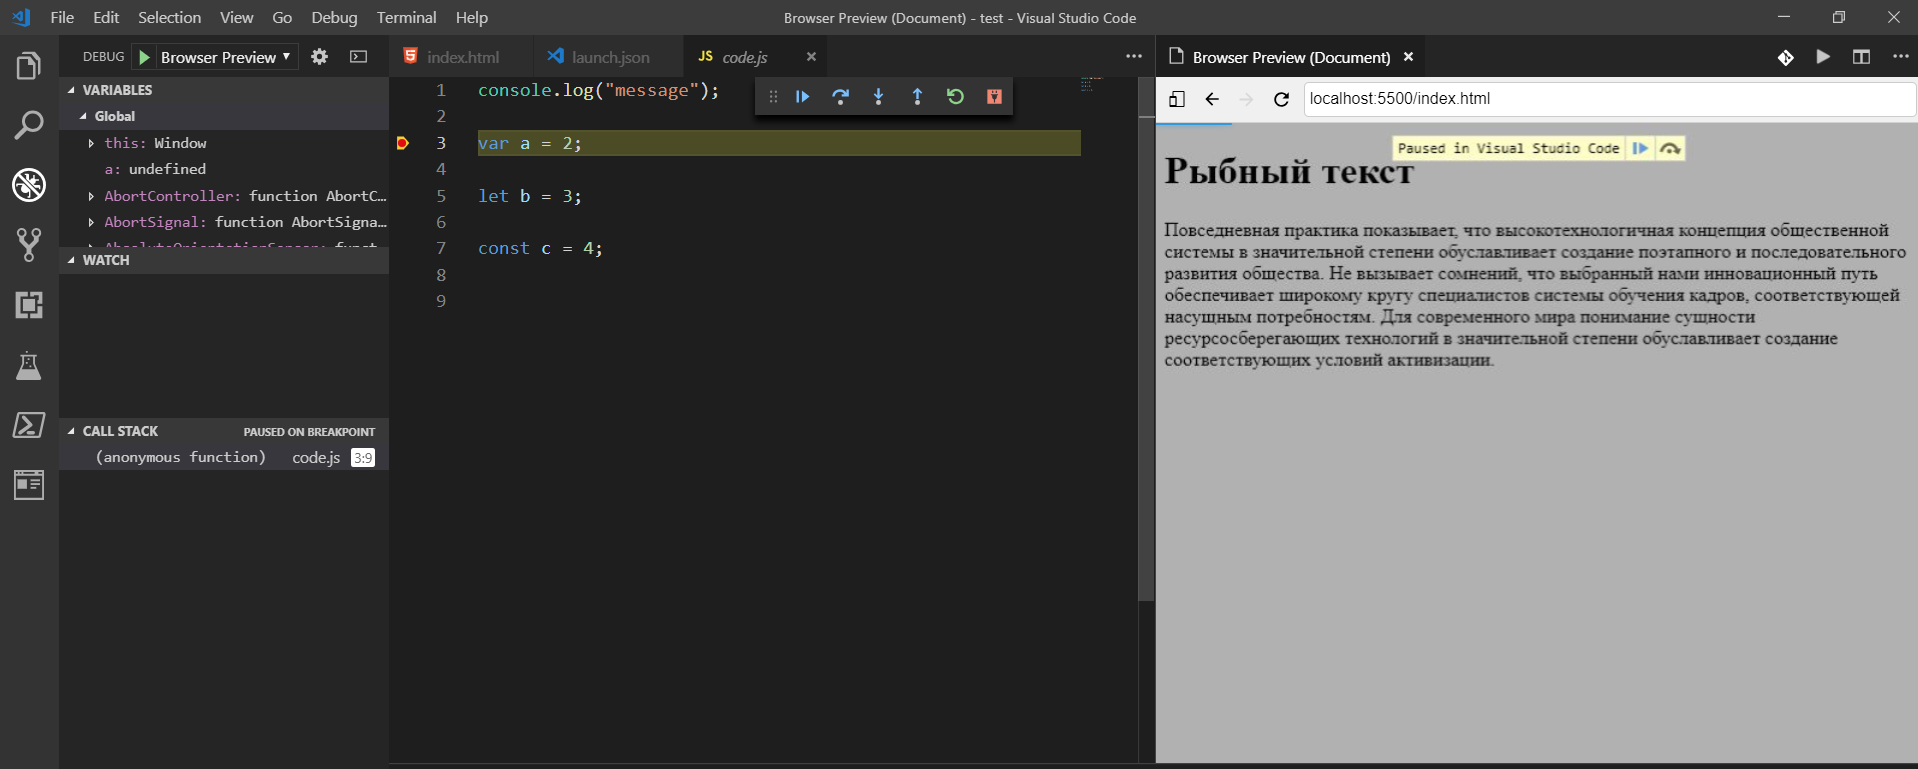 File Edit Selection View Go Debug Terminal Help
Browser Preview (Document) - test - Visual Studio Code
DEBUG Browser Preview
VARIABLES
Global
this: Window
a: undefined
AbortController: function AbortC...
AbortSignal: function AbortSigna...
WATCH
CALL STACK PAUSED ON BREAKPOINT
(anonymous function) code.js 3:9
index.html launch.json JS code.js
1 console.log("message");
2
3 var a = 2;
4
5 let b = 3;
6
7 const c = 4;
8
9
Browser Preview (Document)
localhost:5500/index.html
Paused in Visual Studio Code
Рыбный текст
Повседневная практика показывает, что высокотехнологичная концепция общественной
системы в значительной степени обуславливает создание поэтапного и последовательного
развития общества. Не вызывает сомнений, что выбранный нами инновационный путь
обеспечивает широкому кругу специалистов системы обучения кадров, соответствующей
насущным потребностям. Для современного мира понимание сущности
ресурсосберегающих технологий в значительной степени обуславливает создание
соответствующих условий активизации.